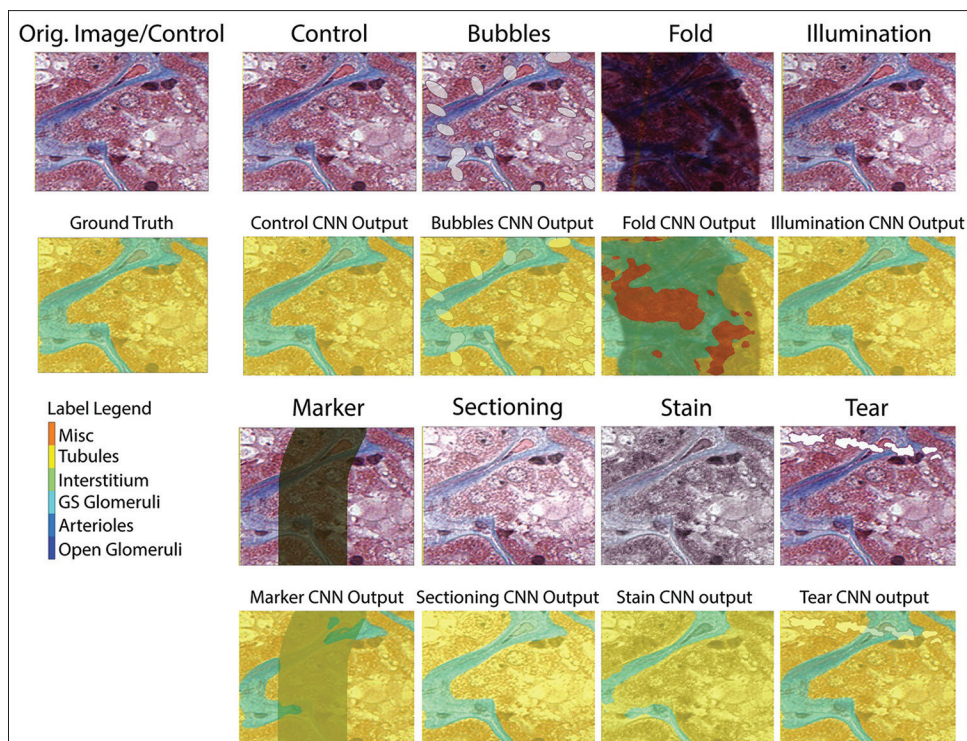 Orig. Image/Control
Control
Bubbles
Fold
Illumination
Ground Truth
Control CNN Output
Bubbles CNN Output
Fold CNN Output
Illumination CNN Output
Label Legend
Misc
Tubules
Interstitium
GS Glomeruli
Arterioles
Open Glomeruli
Marker
Sectioning
Stain
Tear
Marker CNN Output
Sectioning CNN Output
Stain CNN output
Tear CNN output